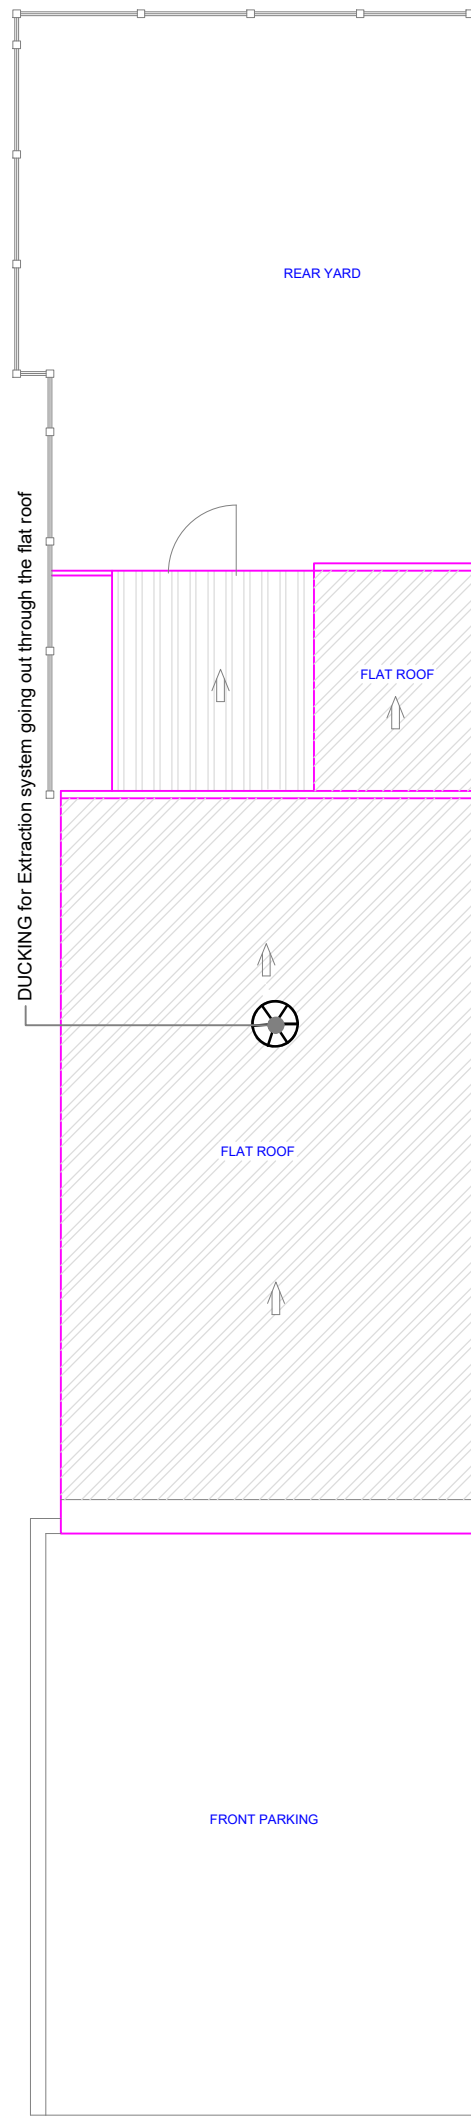 REAR YARD
FLAT ROOF
DUCKING for Extraction system going out through the flat roof
FLAT ROOF
FRONT PARKING